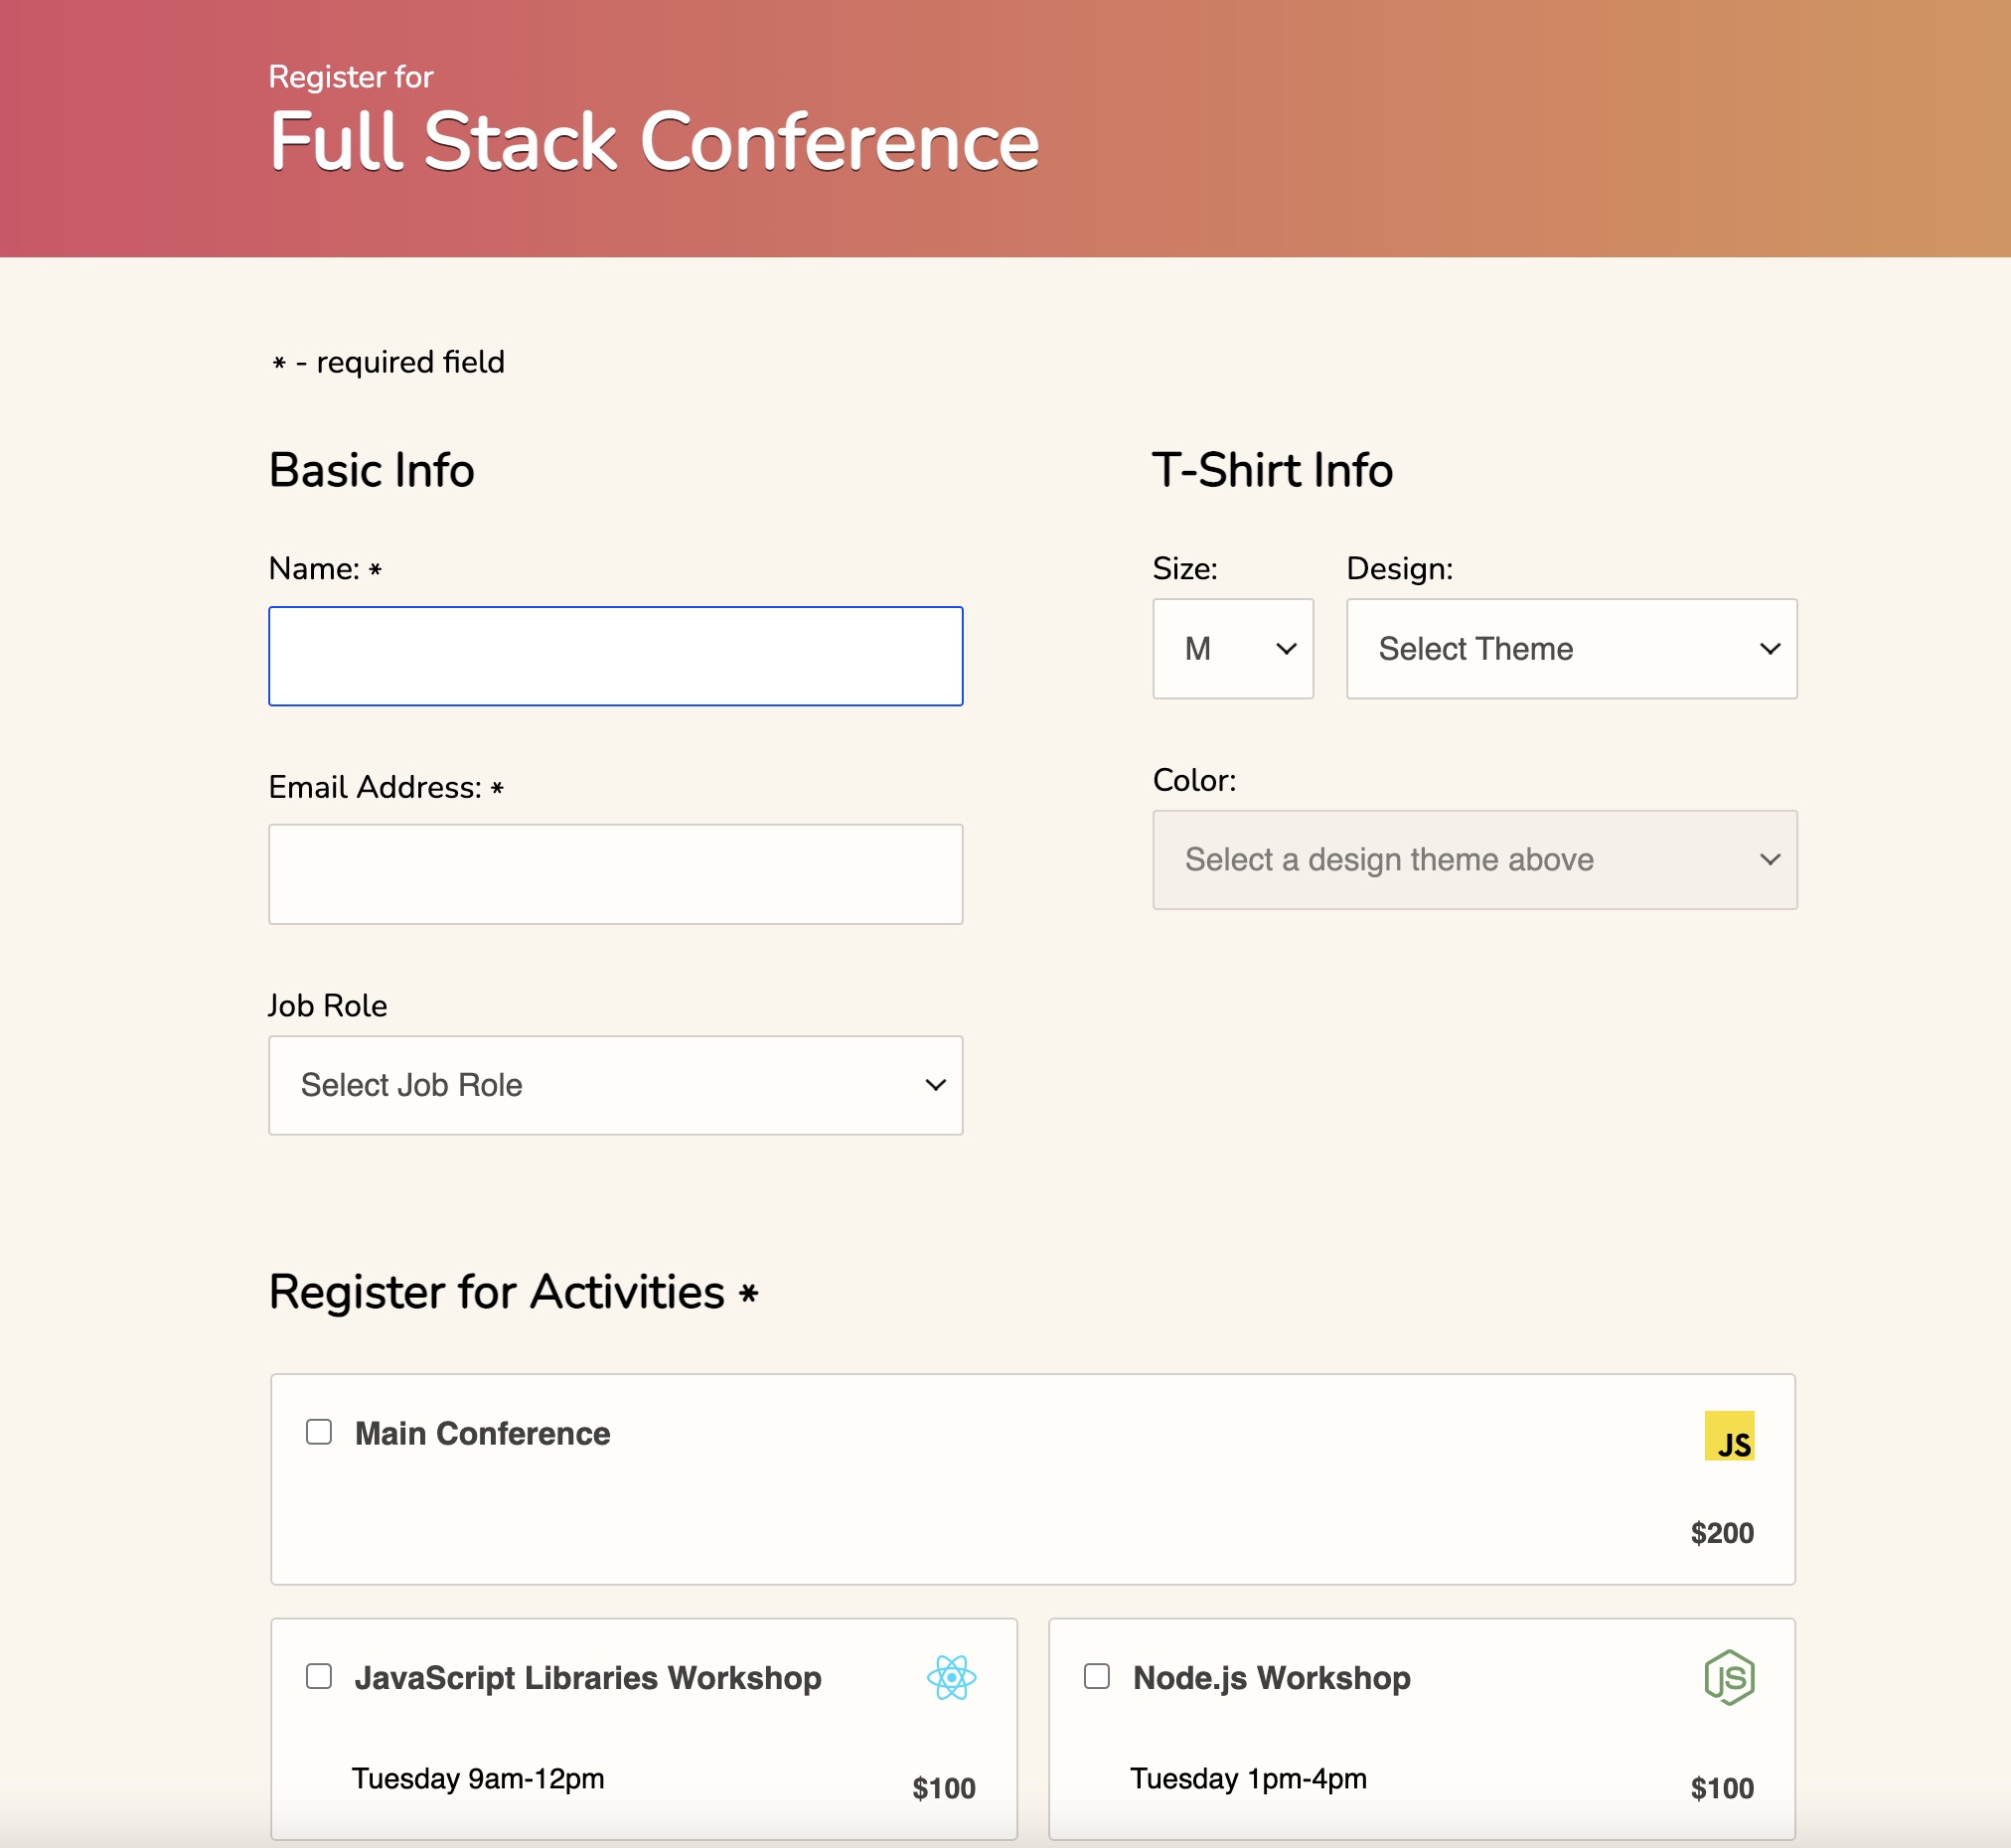 Register for
Full Stack Conference
* - required field
Basic Info
Name: *
Email Address: *
Job Role
Select Job Role
T-Shirt Info
Size:
Design:
M
Select Theme
Color:
Select a design theme above
Register for Activities *
Main Conference
JS
$200
JavaScript Libraries Workshop
Tuesday 9am-12pm
$100
Node.js Workshop
JS
Tuesday 1pm-4pm
$100